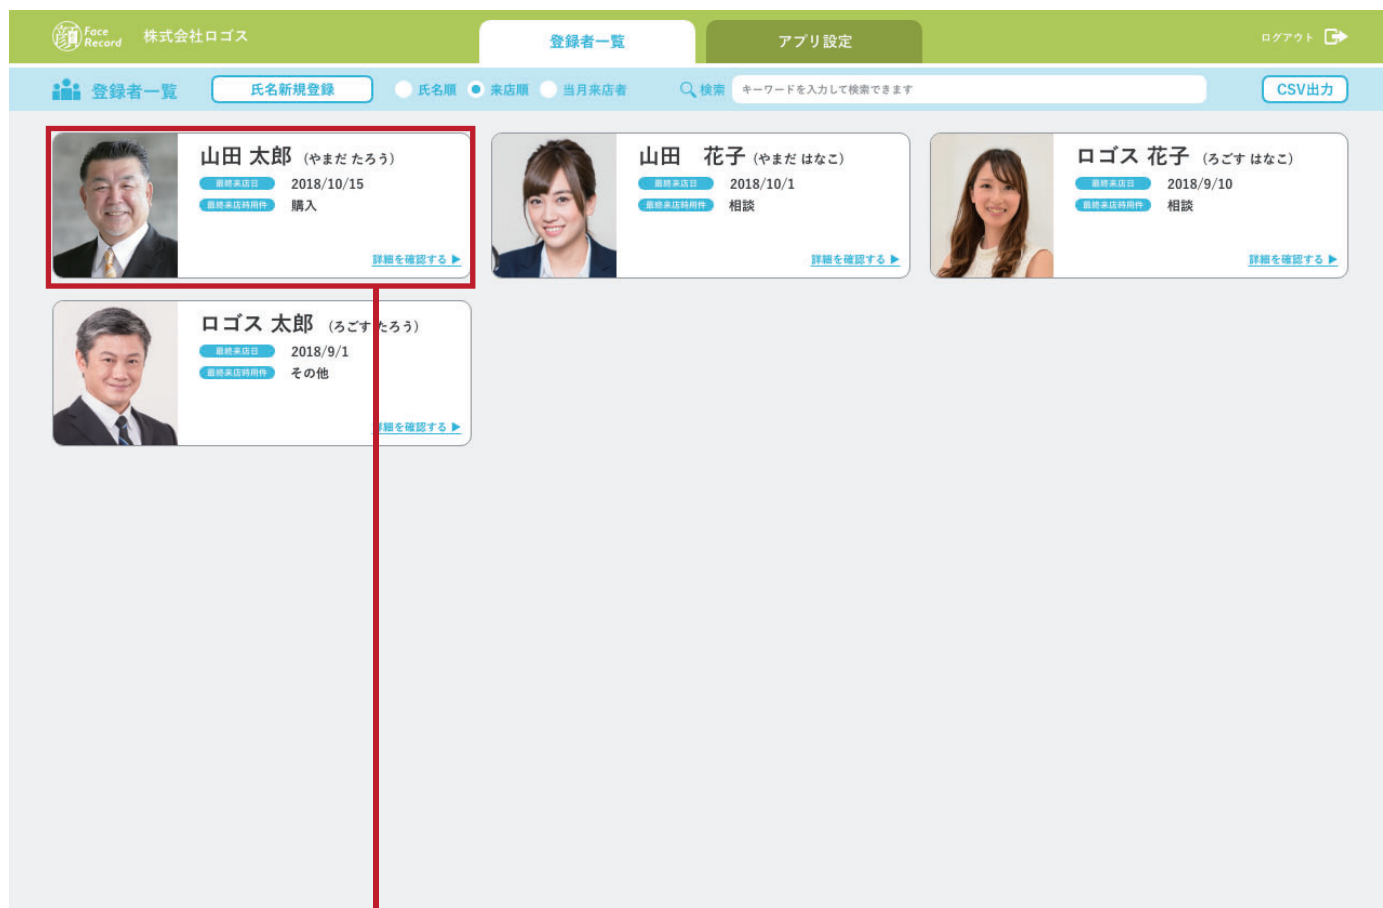 顔 Face Record 株式会社ロゴス 登録者一覧 アプリ設定 ログアウト
登録者一覧 氏名新規登録 氏名順 来店順 当月来店者 検索 キーワードを入力して検索できます CSV出力
山田 太郎 (やまだ たろう)
最終来店日 2018/10/15
最終来店時用件 購入
詳細を確認する ▶
山田 花子 (やまだ はなこ)
最終来店日 2018/10/1
最終来店時用件 相談
詳細を確認する ▶
ロゴス 花子 (ろごす はなこ)
最終来店日 2018/9/10
最終来店時用件 相談
詳細を確認する ▶
ロゴス 太郎 (ろごす たろう)
最終来店日 2018/9/1
最終来店時用件 その他
詳細を確認する ▶